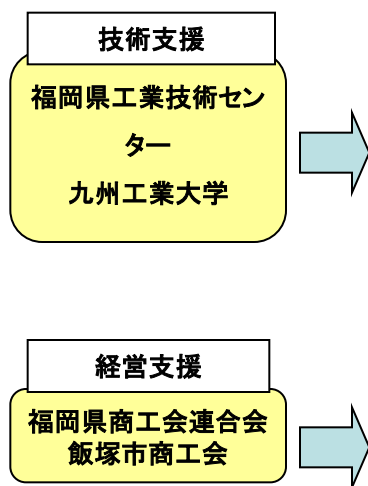 技術支援
福岡県工業技術セン
ター
九州工業大学
経営支援
福岡県商工会連合会
飯塚市商工会